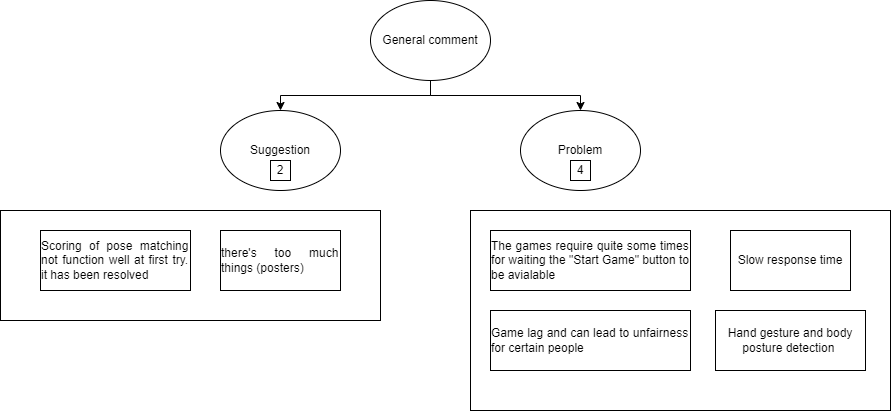 General comment
Suggestion
2
Problem
4
Scoring of pose matching
not function well at first try.
it has been resolved
there's too much
things (posters)
The games require quite some times
for waiting the "Start Game" button to
be avialable
Slow response time
Game lag and can lead to unfairness
for certain people
Hand gesture and body
posture detection